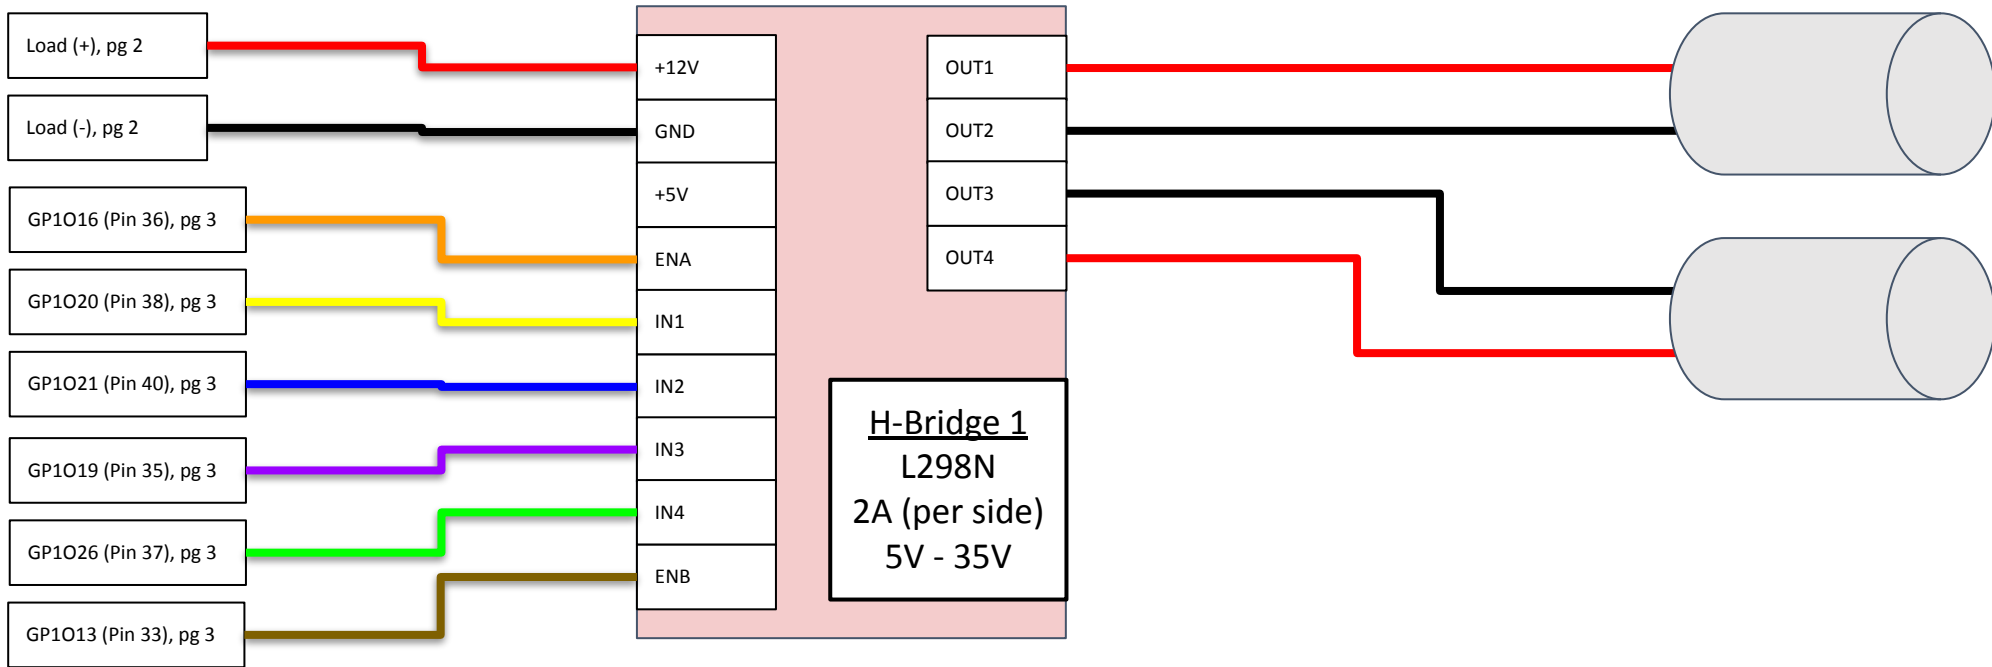 Load (+), pg 2
Load (-), pg 2
GP1O16 (Pin 36), pg 3
GP1O20 (Pin 38), pg 3
GP1O21 (Pin 40), pg 3
GP1O19 (Pin 35), pg 3
GP1O26 (Pin 37), pg 3
GP1O13 (Pin 33), pg 3
+12V
GND
+5V
ENA
IN1
IN2
IN3
IN4
ENB
OUT1
OUT2
OUT3
OUT4
H-Bridge 1
L298N
2A (per side)
5V - 35V